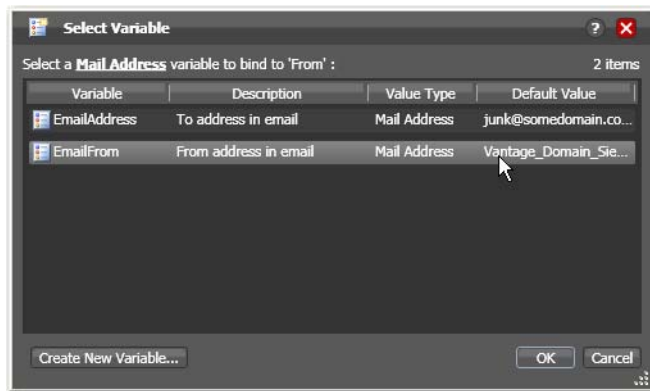 Select Variable
?
Select a Mail Address variable to bind to 'From' : 2 items
Variable Description Value Type Default Value
EmailAddress To address in email Mail Address junk@somedomain.co...
EmailFrom From address in email Mail Address Vantage_Domain_Sie...
Create New Variable... OK Cancel